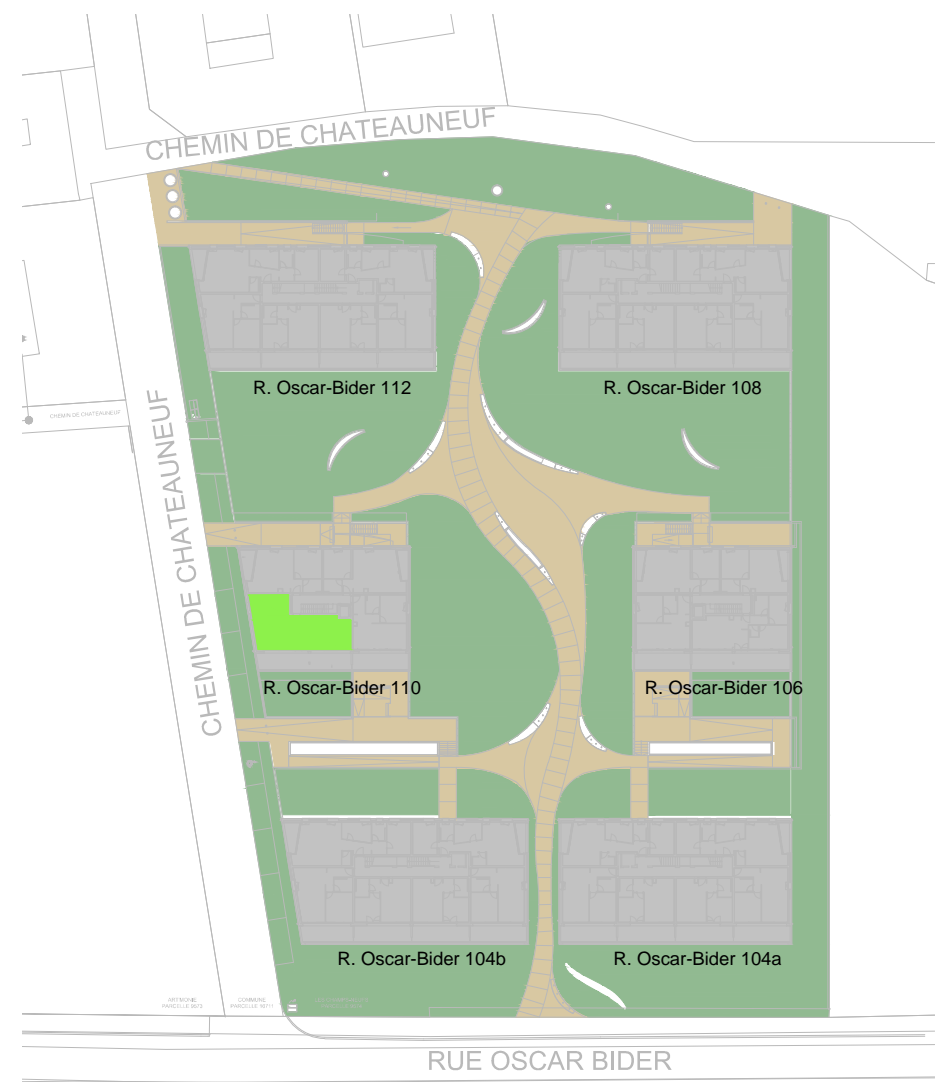 CHEMIN DE CHATEAUNEUF
R. Oscar-Bider 112
R. Oscar-Bider 108
CHEMIN DE CHATEAUNEUF
CHEMIN DE CHATEAUNEUF
R. Oscar-Bider 110
R. Oscar-Bider 106
R. Oscar-Bider 104b
R. Oscar-Bider 104a
COMMUNE
RUE OSCAR BIDER